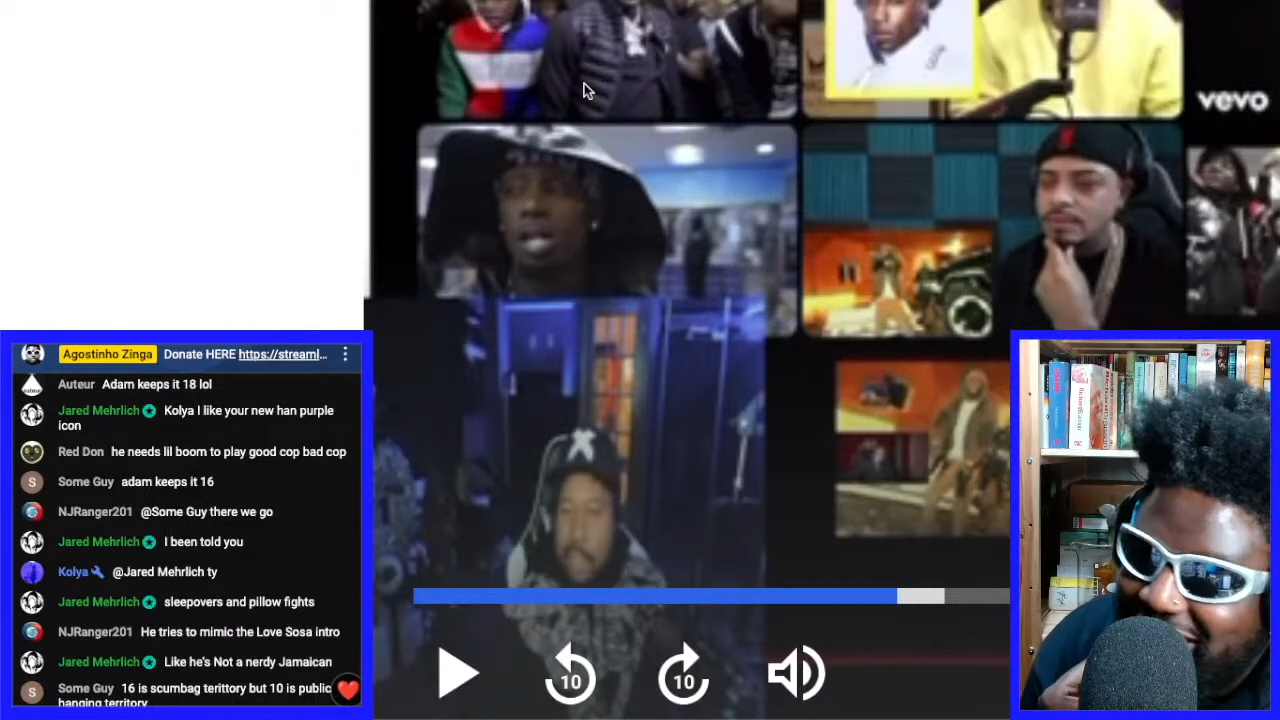 vevo
Agostinho Zinga Donate HERE https://streaml...
Auteur Adam keeps it 18 lol
Jared Mehrlich Kolya I like your new han purple
icon
Red Don he needs lil boom to play good cop bad cop
S Some Guy adam keeps it 16
NJRanger201 @Some Guy there we go
Jared Mehrlich I been told you
Kolya @Jared Mehrlich ty
Jared Mehrlich sleepovers and pillow fights
NJRanger201 He tries to mimic the Love Sosa intro
Jared Mehrlich Like he's Not a nerdy Jamaican
S Some Guy 16 is scumbag teritory but 10 is public
hanging territory
10
10